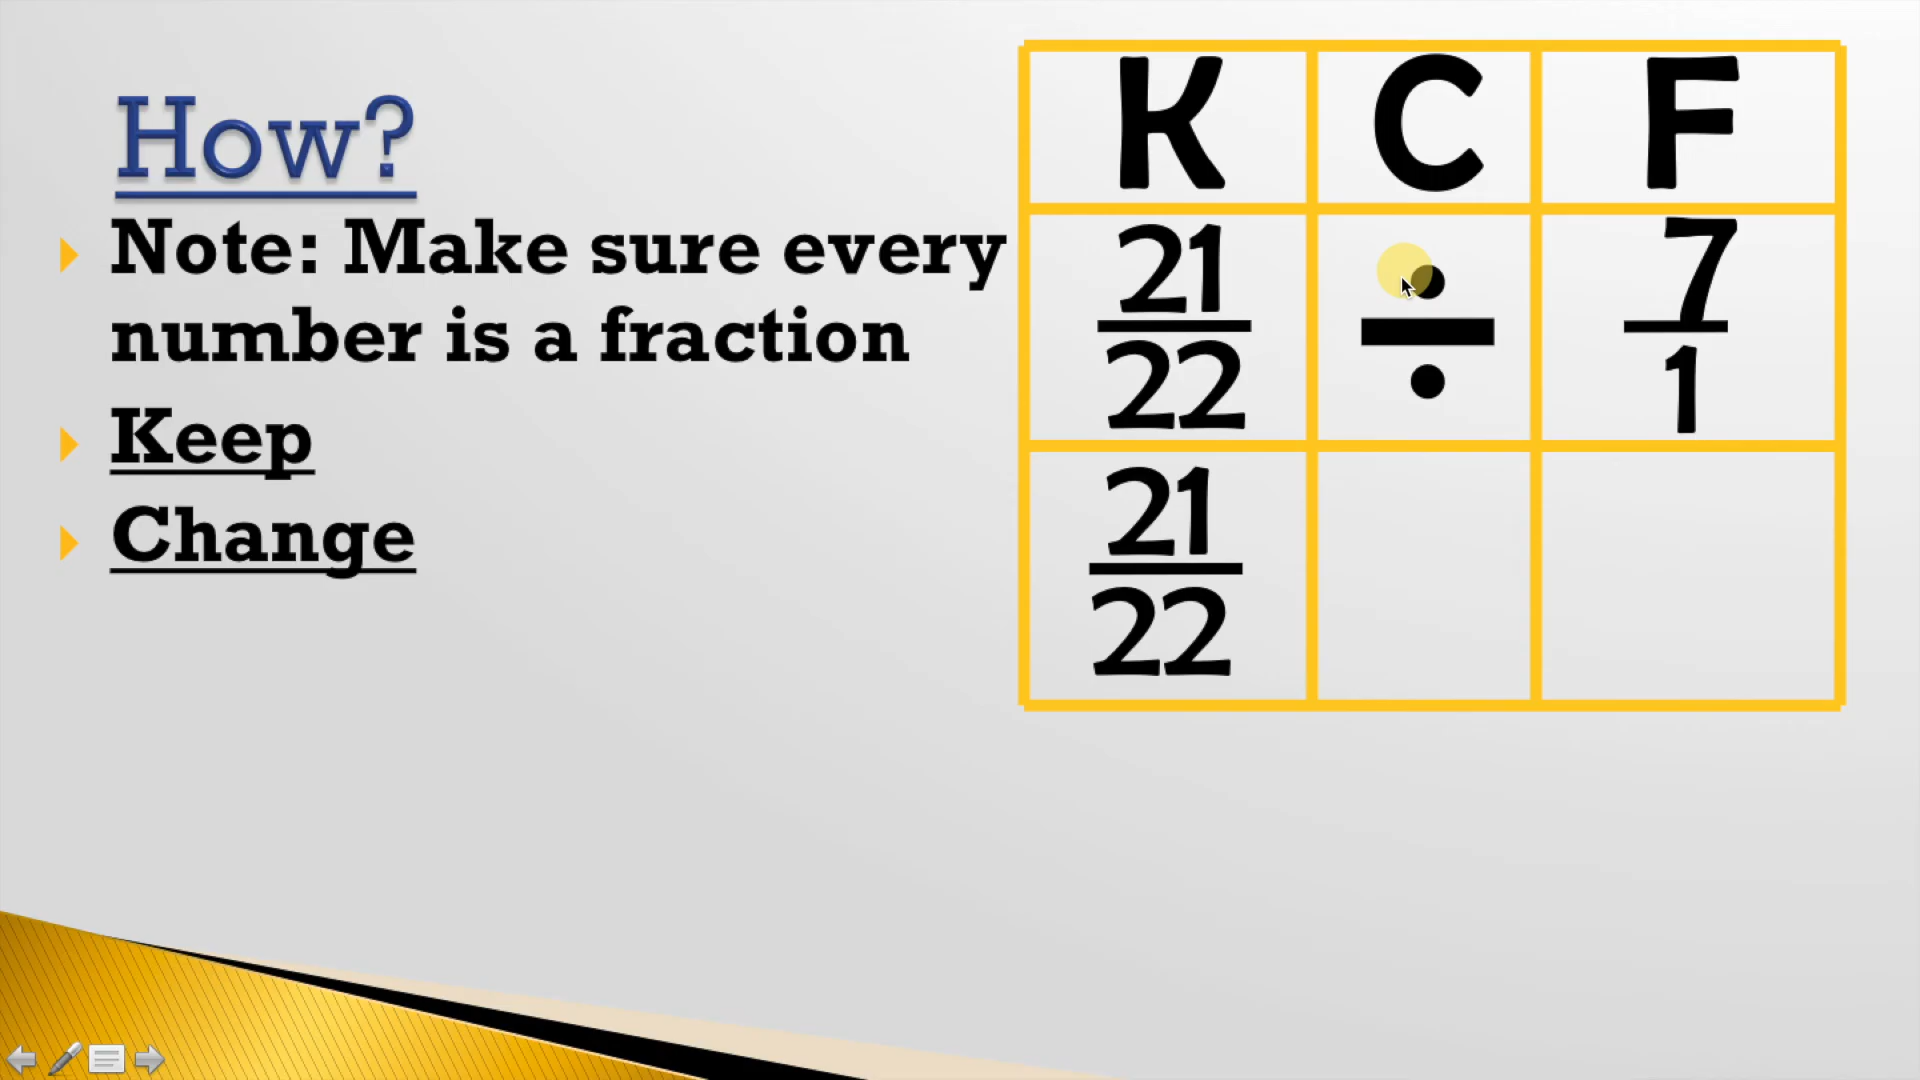 How?
Note: Make sure every
number is a fraction
Keep
Change
K C F
21 ÷ 7
22 1
21
22